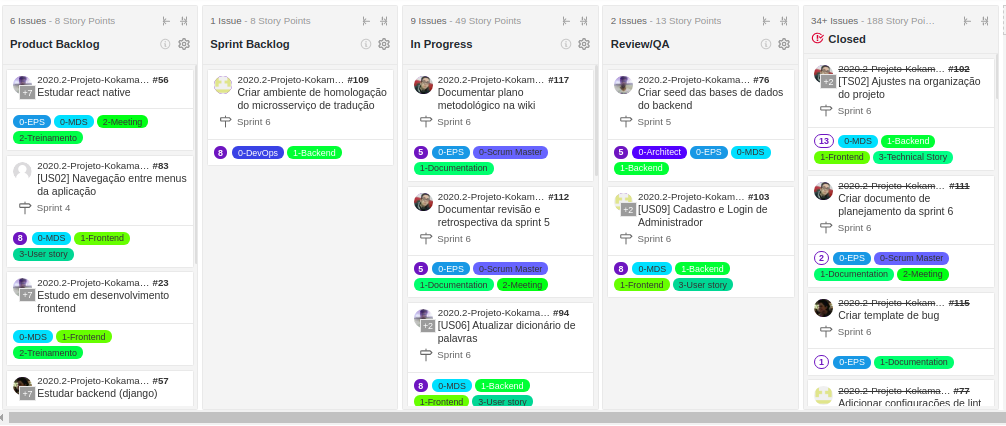 6 Issues - 8 Story Points
Product Backlog
2020.2-Projeto-Kokama... #56
Estudar react native
+7
0-EPS 0-MDS 2-Meeting
2-Treinamento
#83
[US02] Navegação entre menus
da aplicação
Sprint 4
8 0-MDS 1-Frontend
3-User story
2020.2-Projeto-Kokama... #23
Estudo em desenvolvimento
frontend
+7
0-MDS 1-Frontend
2-Treinamento
2020.2-Projeto-Kokama... #57
Estudar backend (django)
+7
1 Issue - 8 Story Points
Sprint Backlog
2020.2-Projeto-Kokam... #109
Criar ambiente de homologação
do microsserviço de tradução
Sprint 6
8 0-DevOps 1-Backend
9 Issues - 49 Story Points
In Progress
2020.2-Projeto-Kokam... #117
Documentar plano
metodológico na wiki
Sprint 6
5 0-EPS 0-Scrum Master
1-Documentation
2020.2-Projeto-Kokam... #112
Documentar revisão e
retrospectiva da sprint 5
Sprint 6
5 0-EPS 0-Scrum Master
1-Documentation 2-Meeting
2020.2-Projeto-Kokama... #94
[US06] Atualizar dicionário de
palavras
+2
Sprint 6
8 0-MDS 1-Backend
1-Frontend 3-User story
2 Issues - 13 Story Points
Review/QA
2020.2-Projeto-Kokama... #76
Criar seed das bases de dados
do backend
Sprint 5
5 0-Architect 0-EPS 0-MDS
1-Backend
2020.2-Projeto-Kokam... #103
[US09] Cadastro e Login de
Administrador
+2
Sprint 6
8 0-MDS 1-Backend
1-Frontend 3-User story
34+ Issues - 188 Story Poi...
Closed
2020.2-Projeto-Kokam... #102
[TS02] Ajustes na organização
do projeto
+2
Sprint 6
13 0-MDS 1-Backend
1-Frontend 3-Technical Story
2020.2-Projeto-Kokam... #111
Criar documento de
planejamento da sprint 6
Sprint 6
2 0-EPS 0-Scrum Master
1-Documentation 2-Meeting
2020.2-Projeto-Kokam... #115
Criar template de bug
Sprint 6
1 0-EPS 1-Documentation
2020.2-Projeto-Kokama... #77
Adicionar configurações de lint